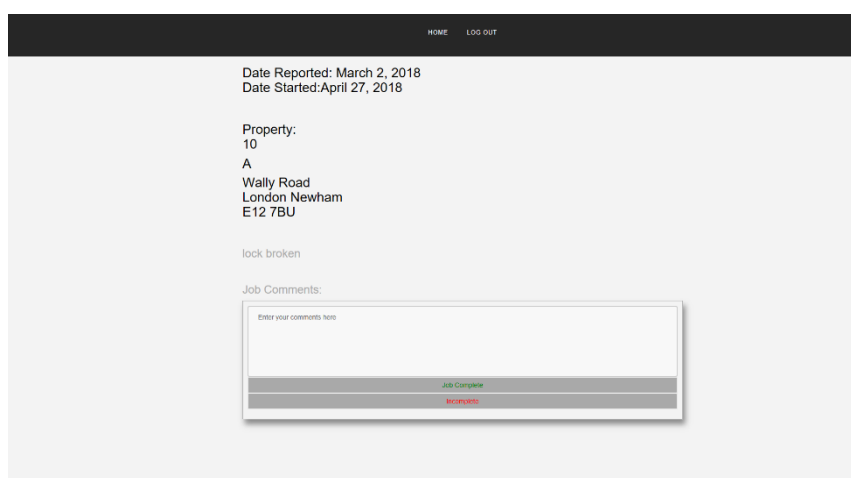 HOME LOG OUT
Date Reported: March 2, 2018
Date Started:April 27, 2018
Property:
10
A
Wally Road
London Newham
E12 7BU
lock broken
Job Comments:
Enter your comments here
Job Complete
Incomplete